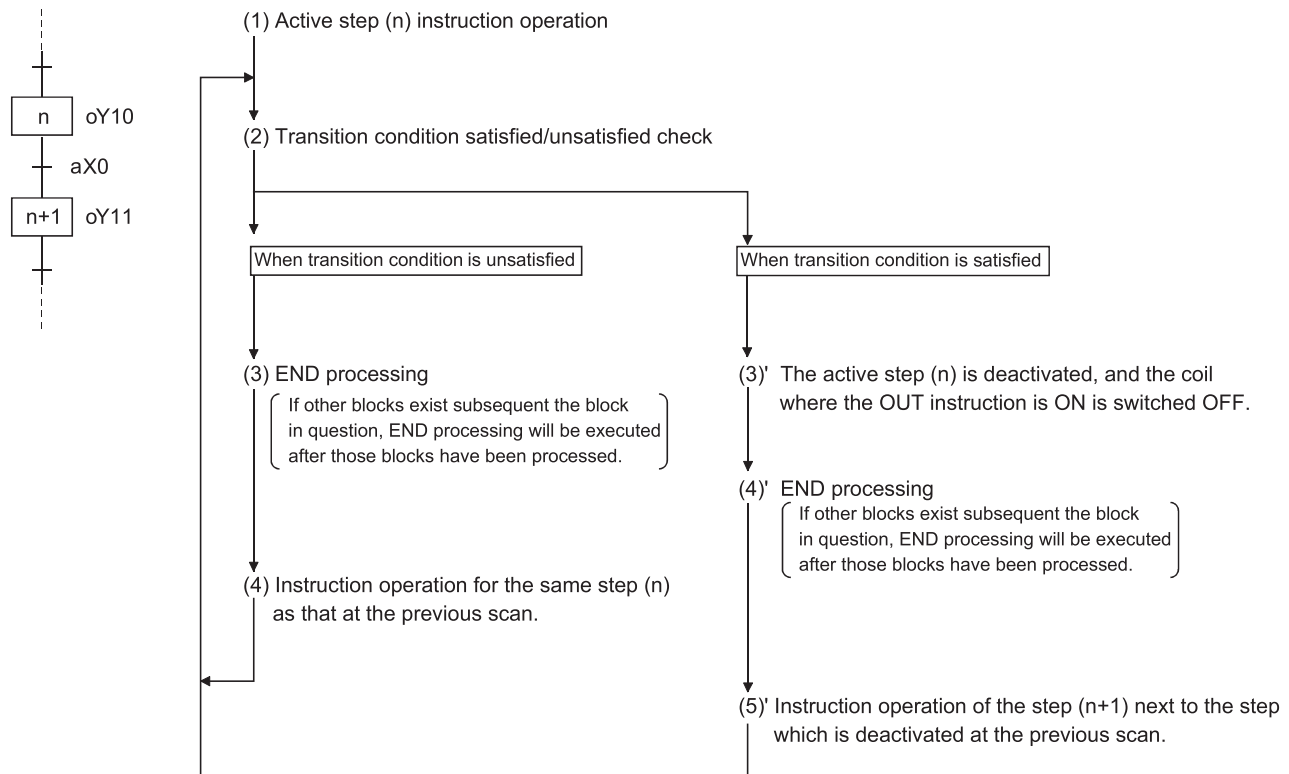 n oY10
aX0
n+1 oY11
(1) Active step (n) instruction operation
(2) Transition condition satisfied/unsatisfied check
When transition condition is unsatisfied
(3) END processing
If other blocks exist subsequent the block
in question, END processing will be executed
after those blocks have been processed.
(4) Instruction operation for the same step (n)
as that at the previous scan.
When transition condition is satisfied
(3)' The active step (n) is deactivated, and the coil
where the OUT instruction is ON is switched OFF.
(4)' END processing
If other blocks exist subsequent the block
in question, END processing will be executed
after those blocks have been processed.
(5)' Instruction operation of the step (n+1) next to the step
which is deactivated at the previous scan.